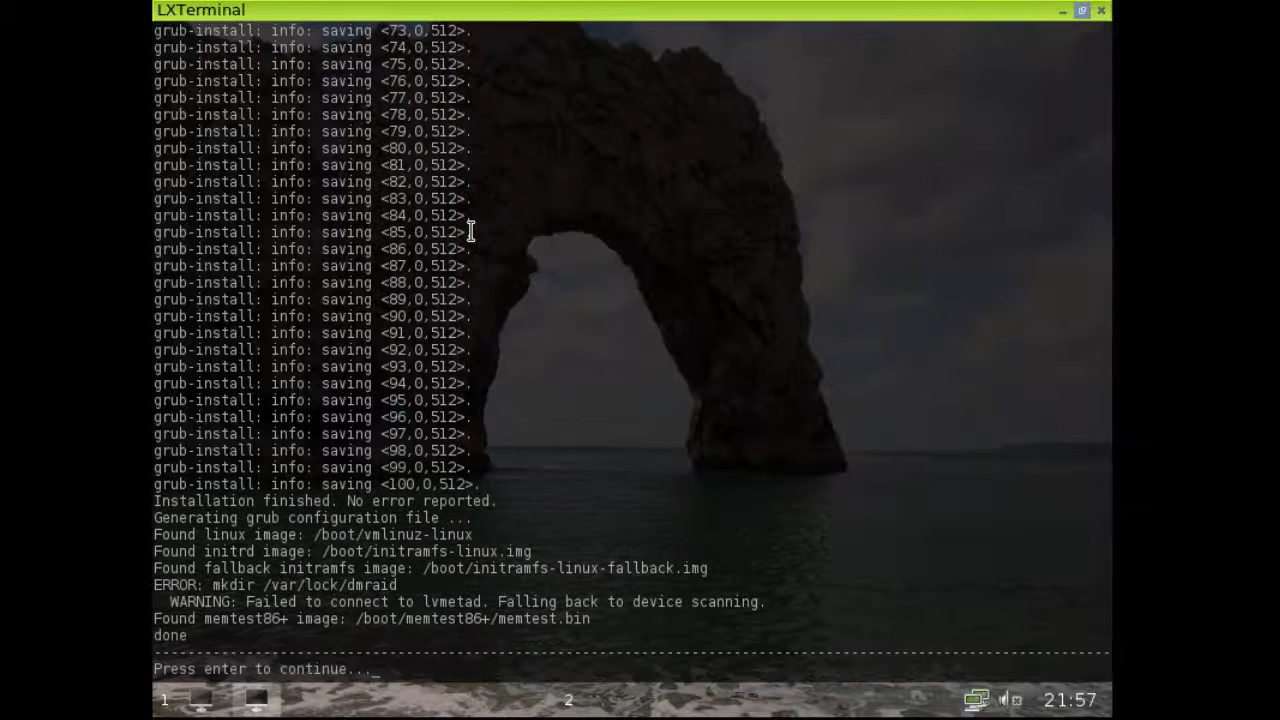 LXTerminal
grub-install: info: saving <73,0,512>.
grub-install: info: saving <74,0,512>.
grub-install: info: saving <75,0,512>.
grub-install: info: saving <76,0,512>.
grub-install: info: saving <77,0,512>.
grub-install: info: saving <78,0,512>.
grub-install: info: saving <79,0,512>.
grub-install: info: saving <80,0,512>.
grub-install: info: saving <81,0,512>.
grub-install: info: saving <82,0,512>.
grub-install: info: saving <83,0,512>.
grub-install: info: saving <84,0,512>.
grub-install: info: saving <85,0,512>.
grub-install: info: saving <86,0,512>.
grub-install: info: saving <87,0,512>.
grub-install: info: saving <88,0,512>.
grub-install: info: saving <89,0,512>.
grub-install: info: saving <90,0,512>.
grub-install: info: saving <91,0,512>.
grub-install: info: saving <92,0,512>.
grub-install: info: saving <93,0,512>.
grub-install: info: saving <94,0,512>.
grub-install: info: saving <95,0,512>.
grub-install: info: saving <96,0,512>.
grub-install: info: saving <97,0,512>.
grub-install: info: saving <98,0,512>.
grub-install: info: saving <99,0,512>.
grub-install: info: saving <100,0,512>.
Installation finished. No error reported.
Generating grub configuration file ...
Found linux image: /boot/vmlinuz-linux
Found initrd image: /boot/initramfs-linux.img
Found fallback initramfs image: /boot/initramfs-linux-fallback.img
ERROR: mkdir /var/lock/dmraid
WARNING: Failed to connect to lvmetad. Falling back to device scanning.
Found memtest86+ image: /boot/memtest86+/memtest.bin
done
Press enter to continue..._
1 2 21:57